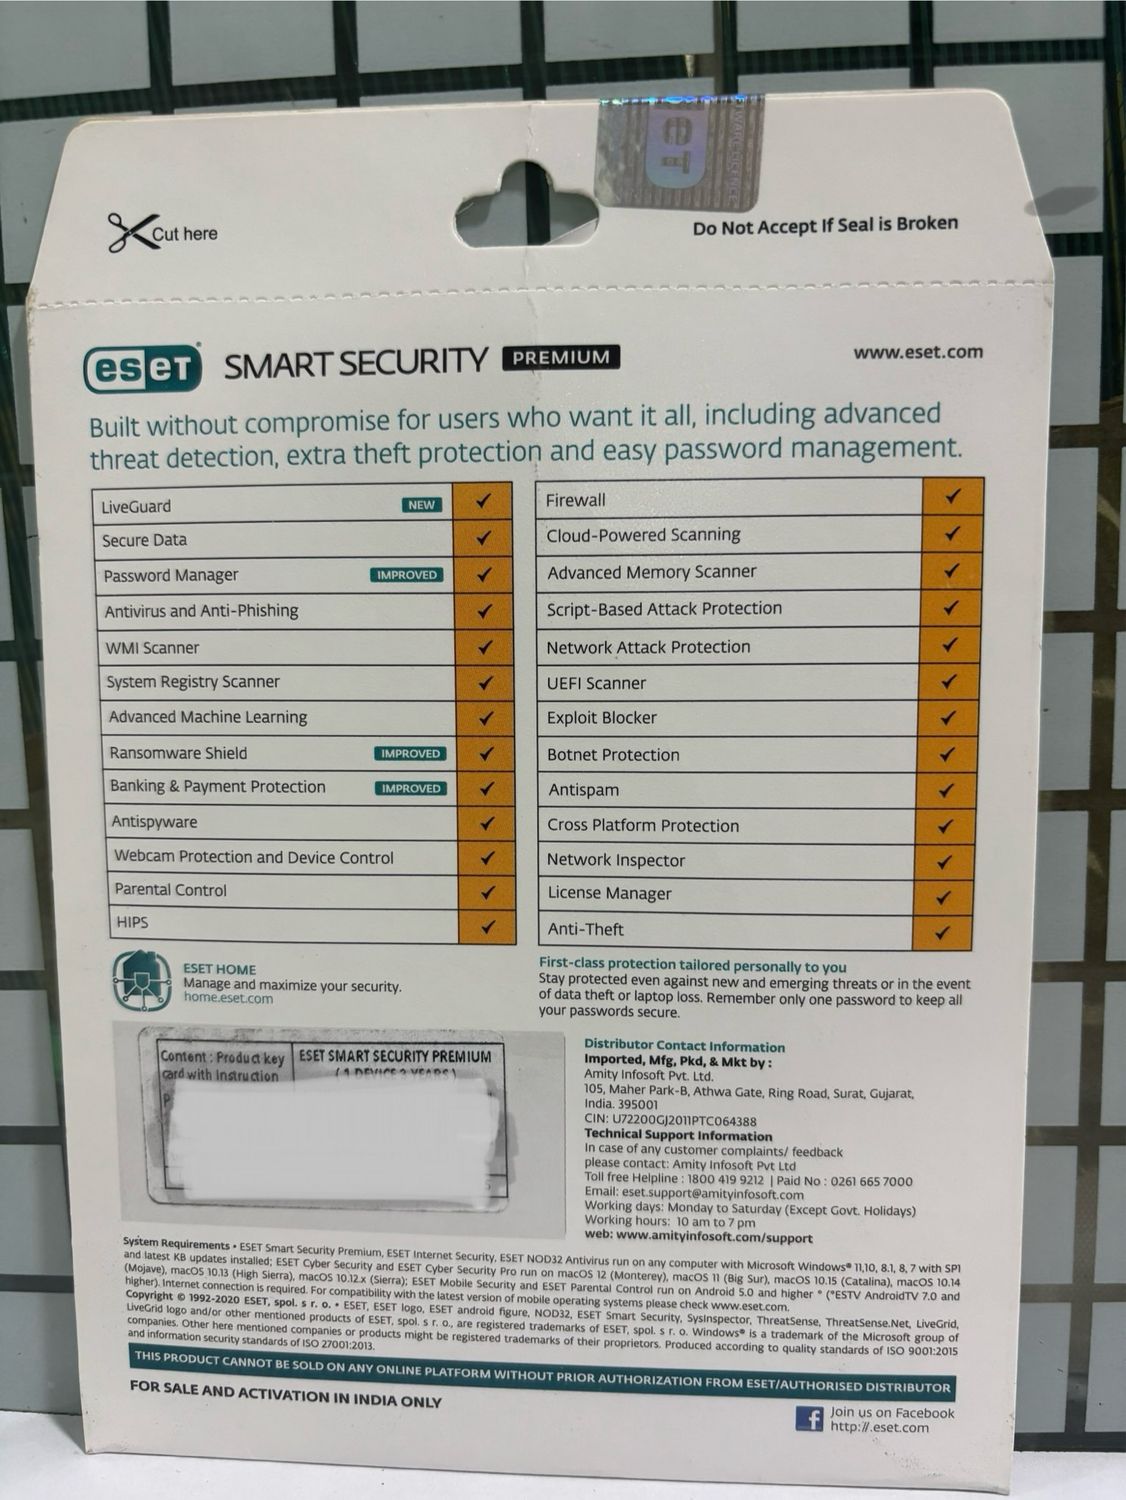 eset
SOFTWARE LICENCE
Cut here
Do Not Accept If Seal is Broken
eset® SMART SECURITY PREMIUM
www.eset.com
Built without compromise for users who want it all, including advanced
threat detection, extra theft protection and easy password management.
LiveGuard NEW ✓
Secure Data ✓
Password Manager IMPROVED ✓
Antivirus and Anti-Phishing ✓
WMI Scanner ✓
System Registry Scanner ✓
Advanced Machine Learning ✓
Ransomware Shield IMPROVED ✓
Banking & Payment Protection IMPROVED ✓
Antispyware ✓
Webcam Protection and Device Control ✓
Parental Control ✓
HIPS ✓
Firewall ✓
Cloud-Powered Scanning ✓
Advanced Memory Scanner ✓
Script-Based Attack Protection ✓
Network Attack Protection ✓
UEFI Scanner ✓
Exploit Blocker ✓
Botnet Protection ✓
Antispam ✓
Cross Platform Protection ✓
Network Inspector ✓
License Manager ✓
Anti-Theft ✓
ESET HOME
Manage and maximize your security.
home.eset.com
First-class protection tailored personally to you
Stay protected even against new and emerging threats or in the event
of data theft or laptop loss. Remember only one password to keep all
your passwords secure.
Content : Product key
card with Instruction
ESET SMART SECURITY PREMIUM
Distributor Contact Information
Imported, Mfg, Pkd, & Mkt by :
Amity Infosoft Pvt. Ltd.
105, Maher Park-B, Athwa Gate, Ring Road, Surat, Gujarat,
India. 395001
CIN: U72200GJ2011PTC064388
Technical Support Information
In case of any customer complaints/ feedback
please contact: Amity Infosoft Pvt Ltd
Toll free Helpline : 1800 419 9212 | Paid No : 0261 665 7000
Email: eset.support@amityinfosoft.com
Working days: Monday to Saturday (Except Govt. Holidays)
Working hours: 10 am to 7 pm
web: www.amityinfosoft.com/support
System Requirements • ESET Smart Security Premium, ESET Internet Security, ESET NOD32 Antivirus run on any computer with Microsoft Windows® 11,10, 8.1, 8, 7 with SP1
and latest KB updates installed; ESET Cyber Security and ESET Cyber Security Pro run on macOS 12 (Monterey), macOS 11 (Big Sur), macOS 10.15 (Catalina), macOS 10.14
(Mojave), macOS 10.13 (High Sierra), macOS 10.12.x (Sierra); ESET Mobile Security and ESET Parental Control run on Android 5.0 and higher * (*ESTV AndroidTV 7.0 and
higher). Internet connection is required. For compatibility with the latest version of mobile operating systems please check www.eset.com.
Copyright © 1992-2020 ESET, spol. s r. o. • ESET, ESET logo, ESET android figure, NOD32, ESET Smart Security, SysInspector, ThreatSense, ThreatSense.Net, LiveGrid,
LiveGrid logo and/or other mentioned products of ESET, spol. s r. o., are registered trademarks of ESET, spol. s r. o. Windows® is a trademark of the Microsoft group of
companies. Other here mentioned companies or products might be registered trademarks of their proprietors. Produced according to quality standards of ISO 9001:2015
and information security standards of ISO 27001:2013.
THIS PRODUCT CANNOT BE SOLD ON ANY ONLINE PLATFORM WITHOUT PRIOR AUTHORIZATION FROM ESET/AUTHORISED DISTRIBUTOR
FOR SALE AND ACTIVATION IN INDIA ONLY
f Join us on Facebook
http://.eset.com